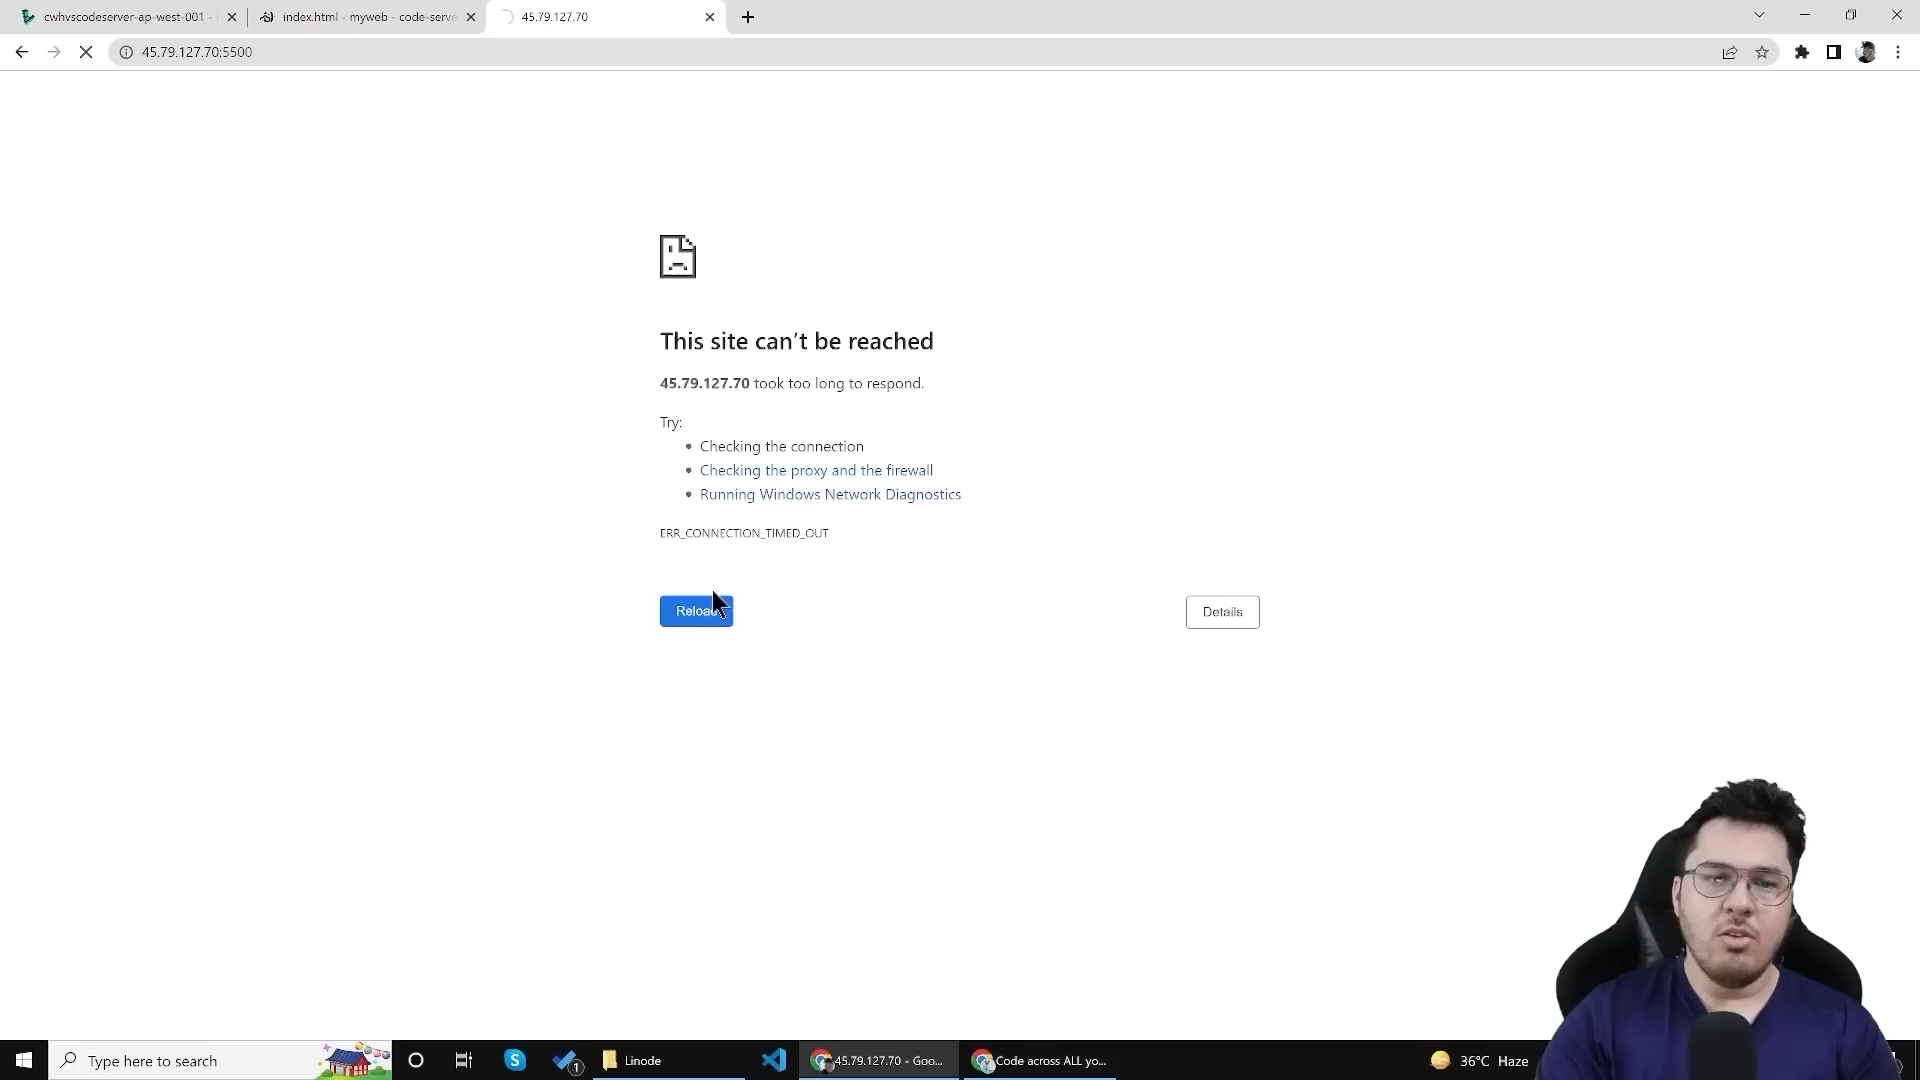 cwhvscodeserver-ap-west-001 -
index.html - myweb - code-serve
45.79.127.70
45.79.127.70:5500
This site can't be reached
45.79.127.70 took too long to respond.
Try:
Checking the connection
Checking the proxy and the firewall
Running Windows Network Diagnostics
ERR_CONNECTION_TIMED_OUT
Reload
Details
Type here to search
1
Linode
45.79.127.70 - Goo...
Code across ALL yo...
36°C Haze